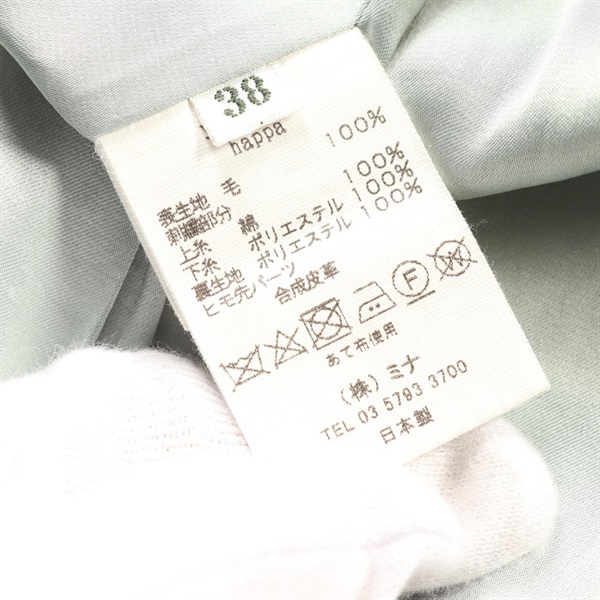 38
happa
表生地 毛 100%
刺繍部分
上糸 綿 100%
下糸 ポリエステル 100%
裏生地 ポリエステル 100%
ヒモ先パーツ 合成皮革
F
W
あて布使用
(株) ミナ
TEL 03 5793 3700
日本製